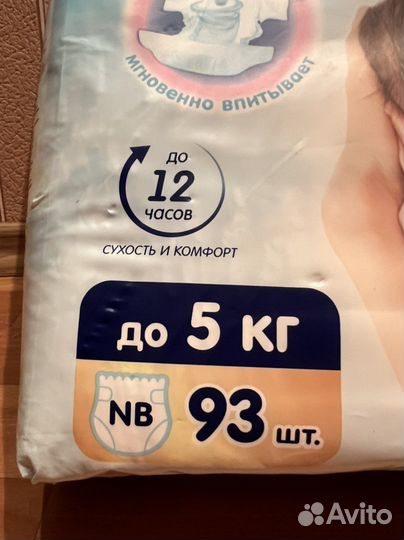 мгновенно впитывает
до
12
часов
сухость и комфорт
до 5 кг
NB 93 шт.
Avito